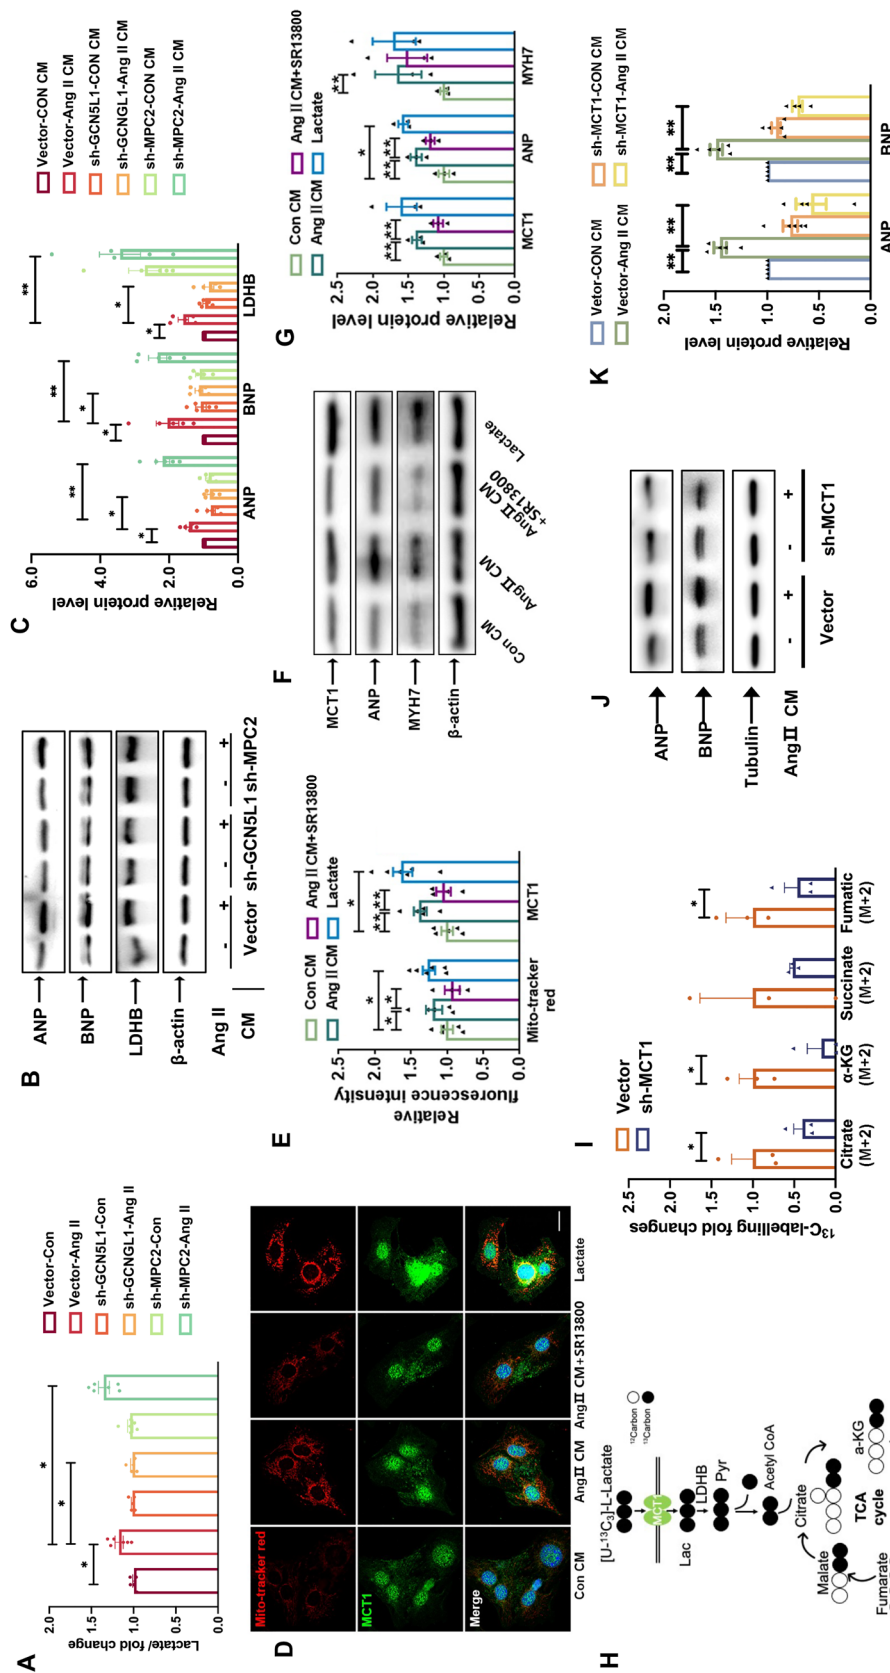 A
Lactate/ fold change
2.0
1.5
1.0
0.5
0.0
*
*
*
Vector-Con
Vector-Ang II
sh-GCN5L1-Con
sh-GCNGL1-Ang II
sh-MPC2-Con
sh-MPC2-Ang II
B
ANP
BNP
LDHB
β-actin
Ang II
CM
- + - + - +
Vector sh-GCN5L1 sh-MPC2
C
Relative protein level
6.0
4.0
2.0
0.0
* * **
* * **
* * **
ANP BNP LDHB
Vector-CON CM
Vector-Ang II CM
sh-GCN5L1-CON CM
sh-GCNGL1-Ang II CM
sh-MPC2-CON CM
sh-MPC2-Ang II CM
D
Mito-tracker red
MCT1
Merge
Con CM AngII CM AngII CM+SR13800 Lactate
E
Con CM Ang II CM+SR13800
Ang II CM Lactate
Relative
fluorescence intensity
2.5
2.0
1.5
1.0
0.5
0.0
* * *
** ** *
Mito-tracker
red
MCT1
F
MCT1
ANP
MYH7
β-actin
Con CM
AngII CM
AngII CM
+SR13800
Lactate
G
Con CM Ang II CM+SR13800
Ang II CM Lactate
Relative protein level
2.5
2.0
1.5
1.0
0.5
0.0
** **
** ** *
**
MCT1 ANP MYH7
H
[U-¹³C₃]-L-Lactate
¹²Carbon
¹³Carbon
MCT
Lac
LDHB
Pyr
Acetyl CoA
Citrate
Malate
TCA
cycle
a-KG
Fumarate
I
Vector
sh-MCT1
¹³C-labelling fold changes
2.5
2.0
1.5
1.0
0.5
0.0
* * *
Citrate
(M+2)
α-KG
(M+2)
Succinate
(M+2)
Fumatic
(M+2)
J
ANP
BNP
Tubulin
AngII CM
- + - +
Vector sh-MCT1
K
Vetor-CON CM sh-MCT1-CON CM
Vector-Ang II CM sh-MCT1-Ang II CM
Relative protein level
2.0
1.5
1.0
0.5
0.0
** **
** **
ANP BNP